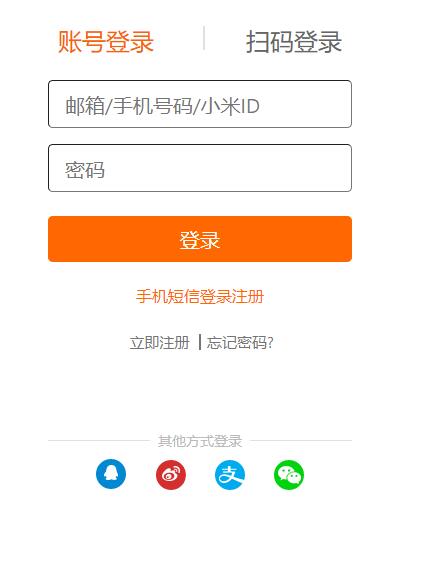 账号登录 扫码登录
邮箱/手机号码/小米ID
密码
登录
手机短信登录注册
立即注册 | 忘记密码?
其他方式登录
支